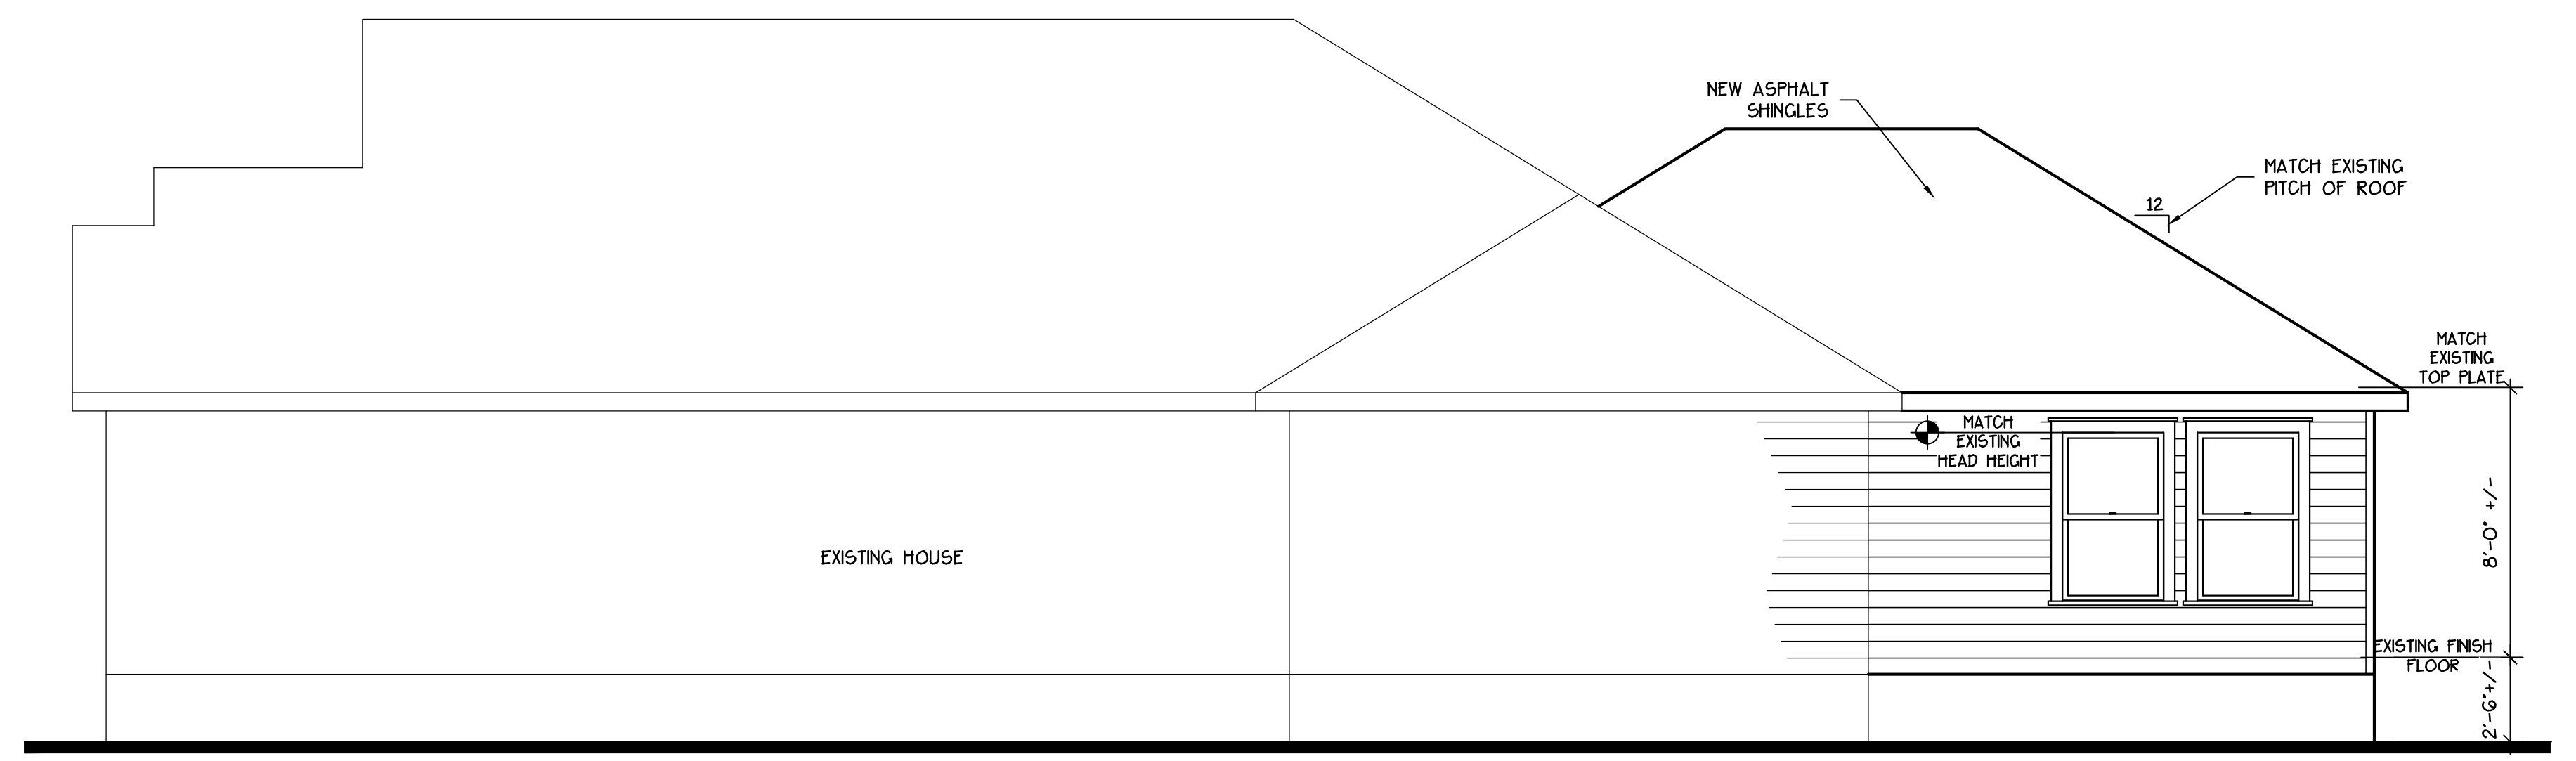 NEW ASPHALT
SHINGLES
MATCH EXISTING
PITCH OF ROOF
12
MATCH
EXISTING
TOP PLATE
MATCH
EXISTING
HEAD HEIGHT
8'-0" +/-
EXISTING HOUSE
EXISTING FINISH
FLOOR
2'-6"+/-